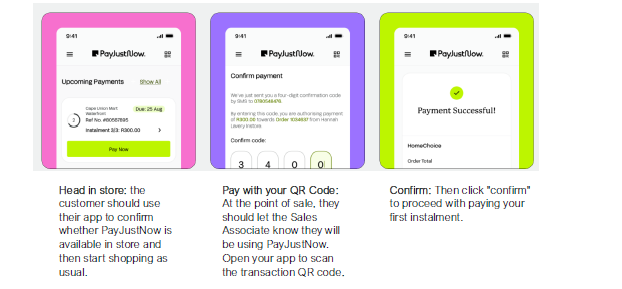 9:41
PayJustNow.
Upcoming Payments
Show All
Cape Union Mart
Waterfront
Due: 25 Aug
Ref No. #60587895
2
Instalment 2/3: R300.00
Pay Now
9:41
PayJustNow.
Confirm payment
We've just sent you a four-digit confirmation code
by SMS to
By entering this code, you are authorising payment
of R300.00 towards Order from Hannah
Lavery Instore.
Confirm code:
3 4 0 0
9:41
PayJustNow.
Payment Successful!
HomeChoice
Order Total
Head in store: the
customer should use
their app to confirm
whether PayJustNow is
available in store and
then start shopping as
usual.
Pay with your QR Code:
At the point of sale, they
should let the Sales
Associate know they will
be using PayJustNow.
Open your app to scan
the transaction QR code.
Confirm: Then click "confirm"
to proceed with paying your
first instalment.